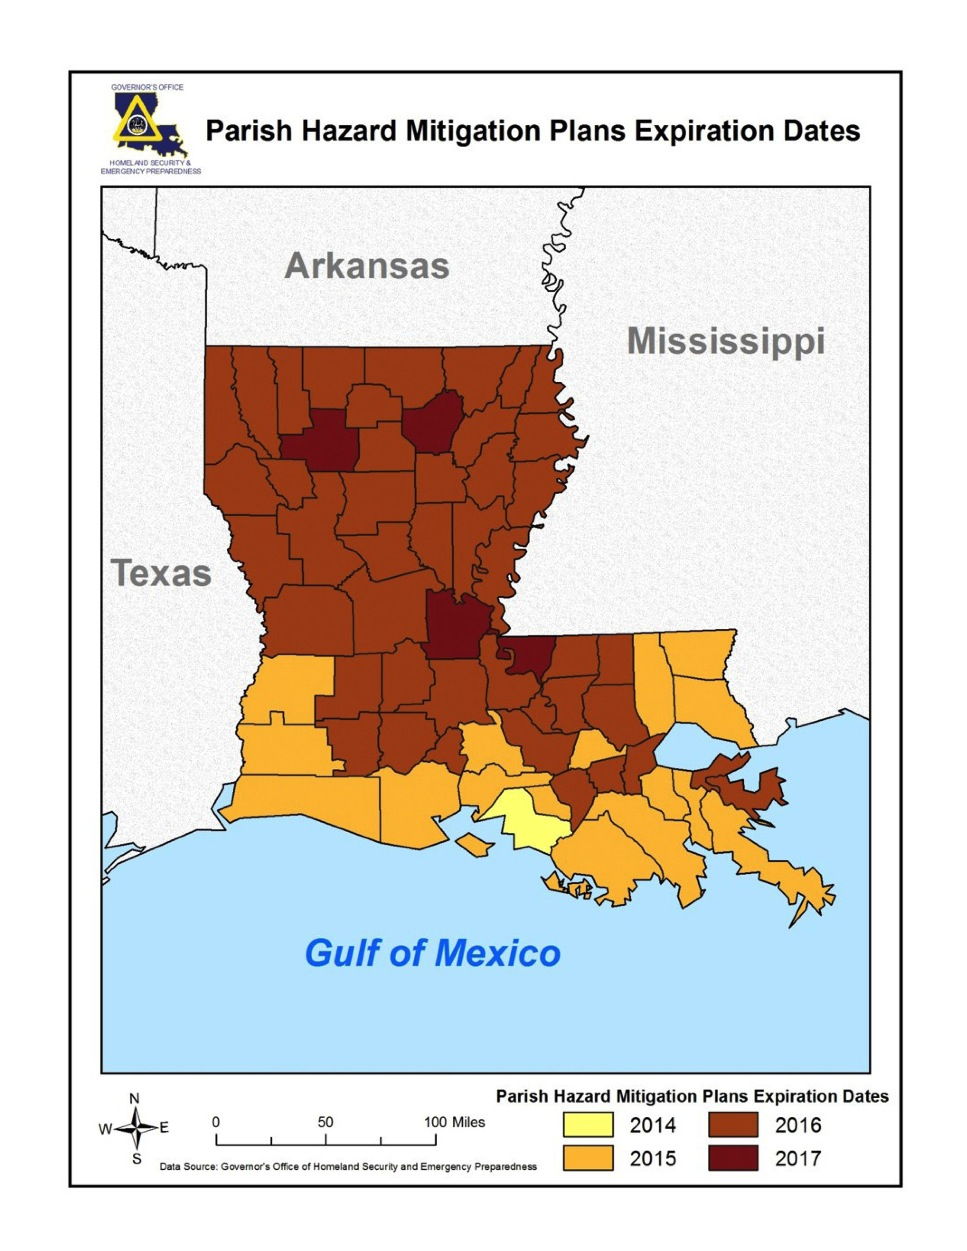 GOVERNOR'S OFFICE
HOMELAND SECURITY &
EMERGENCY PREPAREDNESS
Parish Hazard Mitigation Plans Expiration Dates
Arkansas
Mississippi
Texas
Gulf of Mexico
N
W E
S
0 50 100 Miles
Data Source: Governor's Office of Homeland Security and Emergency Preparedness
Parish Hazard Mitigation Plans Expiration Dates
2014 2016
2015 2017